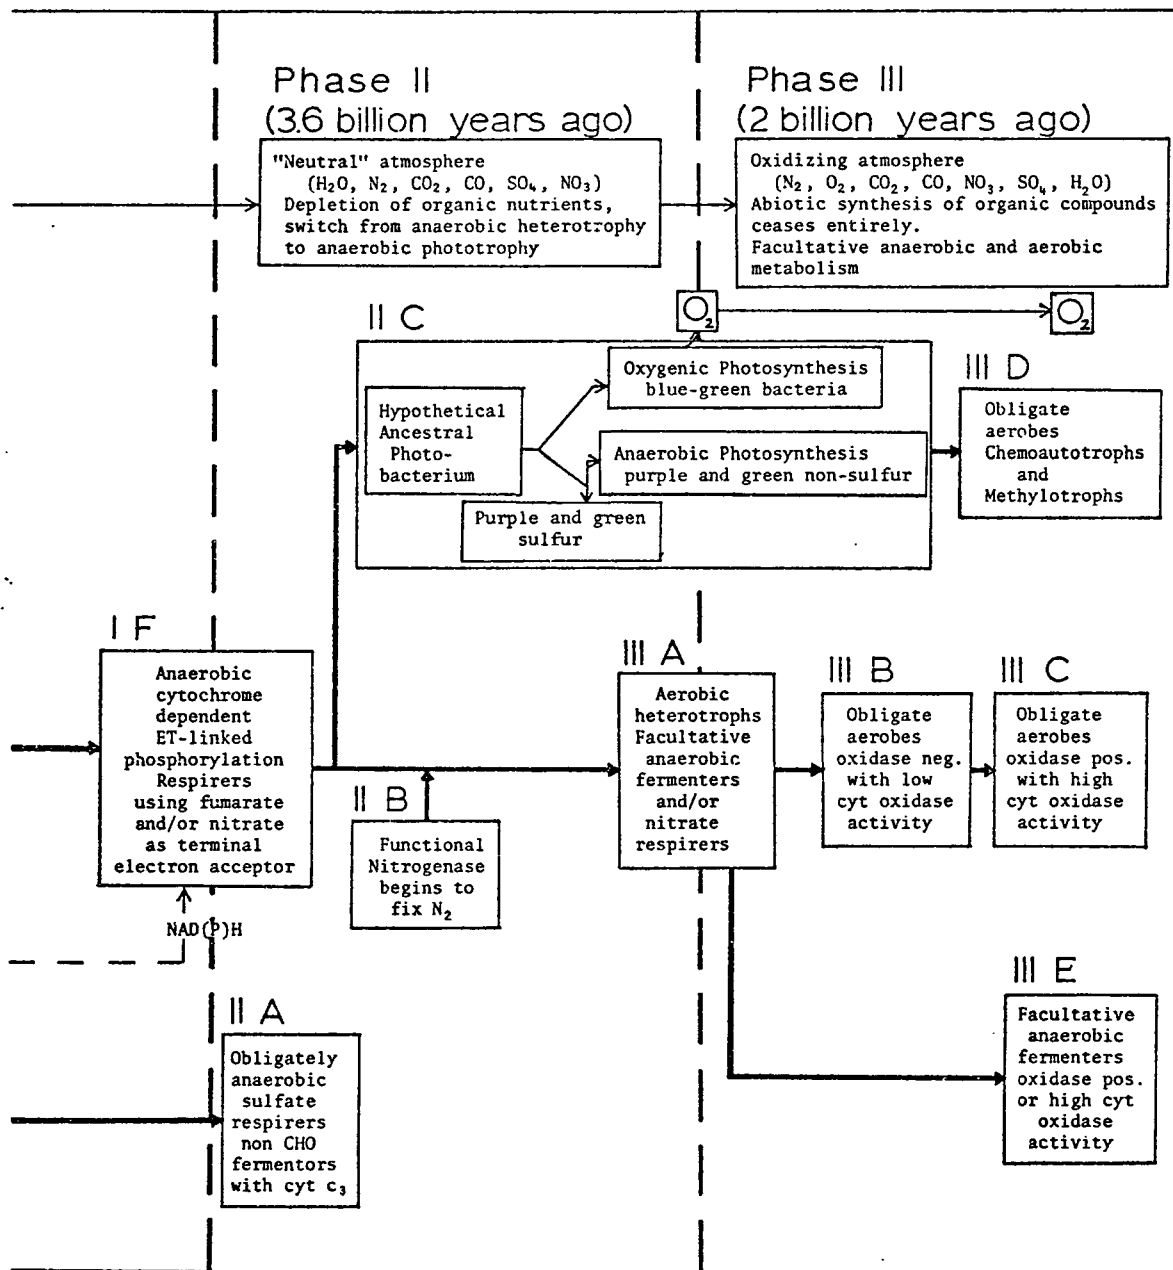 Phase II
(3.6 billion years ago)
"Neutral" atmosphere
(H₂O, N₂, CO₂, CO, SO₄, NO₃)
Depletion of organic nutrients,
switch from anaerobic heterotrophy
to anaerobic phototrophy
Phase III
(2 billion years ago)
Oxidizing atmosphere
(N₂, O₂, CO₂, CO, NO₃, SO₄, H₂O)
Abiotic synthesis of organic compounds
ceases entirely.
Facultative anaerobic and aerobic
metabolism
O₂
O₂
II C
Hypothetical
Ancestral
Photo-
bacterium
Oxygenic Photosynthesis
blue-green bacteria
Anaerobic Photosynthesis
purple and green non-sulfur
Purple and green
sulfur
III D
Obligate
aerobes
Chemoautotrophs
and
Methylotrophs
I F
Anaerobic
cytochrome
dependent
ET-linked
phosphorylation
Respirers
using fumarate
and/or nitrate
as terminal
electron acceptor
NAD(P)H
II B
Functional
Nitrogenase
begins to
fix N₂
III A
Aerobic
heterotrophs
Facultative
anaerobic
fermenters
and/or
nitrate
respirers
III B
Obligate
aerobes
oxidase neg.
with low
cyt oxidase
activity
III C
Obligate
aerobes
oxidase pos.
with high
cyt oxidase
activity
II A
Obligately
anaerobic
sulfate
respirers
non CHO
fermentors
with cyt c₃
III E
Facultative
anaerobic
fermenters
oxidase pos.
or high cyt
oxidase
activity